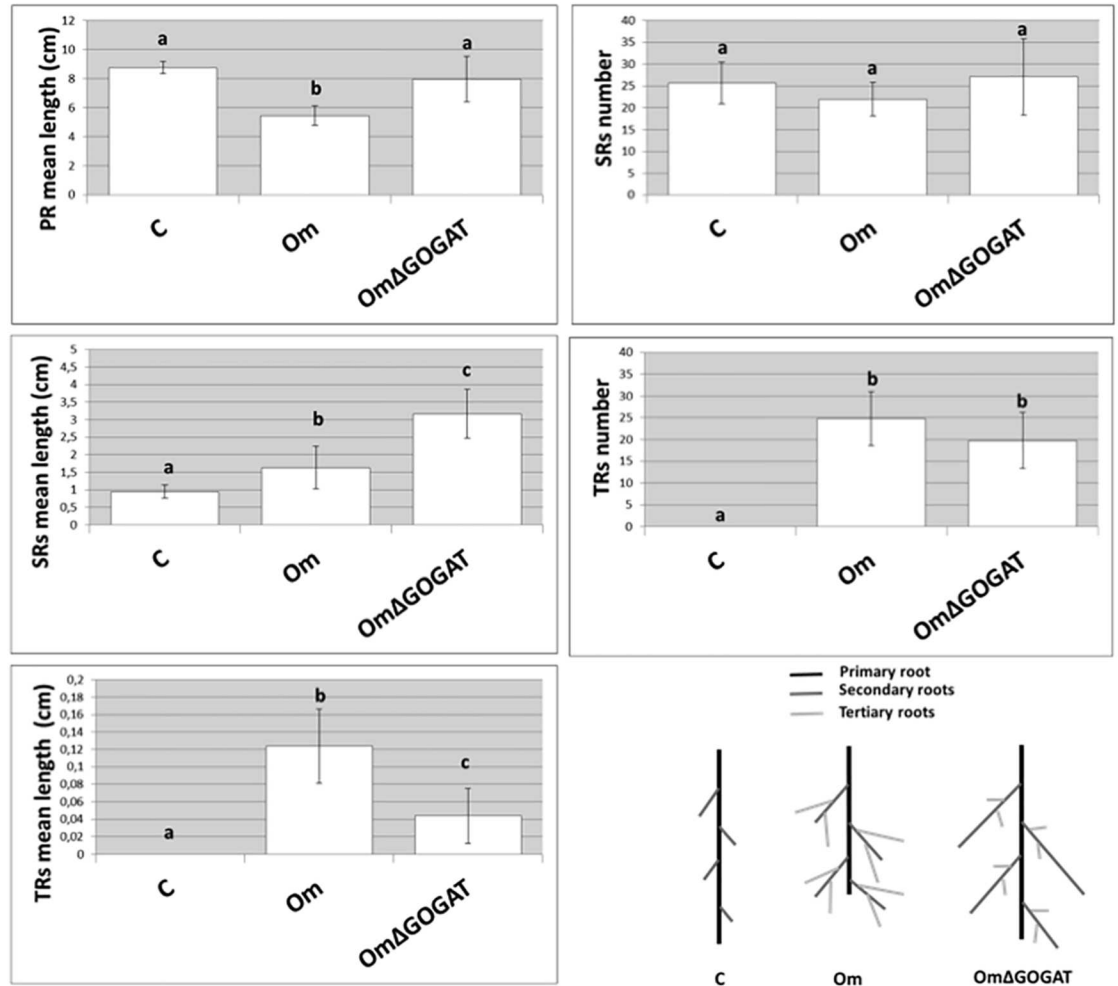 PR mean length (cm)
12
10
8
6
4
2
0
a
b
a
C
Om
OmΔGOGAT
SRs number
40
35
30
25
20
15
10
5
0
a
a
a
C
Om
OmΔGOGAT
SRs mean length (cm)
5
4,5
4
3,5
3
2,5
2
1,5
1
0,5
0
a
b
c
C
Om
OmΔGOGAT
TRs number
40
35
30
25
20
15
10
5
0
a
b
b
C
Om
OmΔGOGAT
TRs mean length (cm)
0,2
0,18
0,16
0,14
0,12
0,1
0,08
0,06
0,04
0,02
0
a
b
c
C
Om
OmΔGOGAT
Primary root
Secondary roots
Tertiary roots
C
Om
OmΔGOGAT